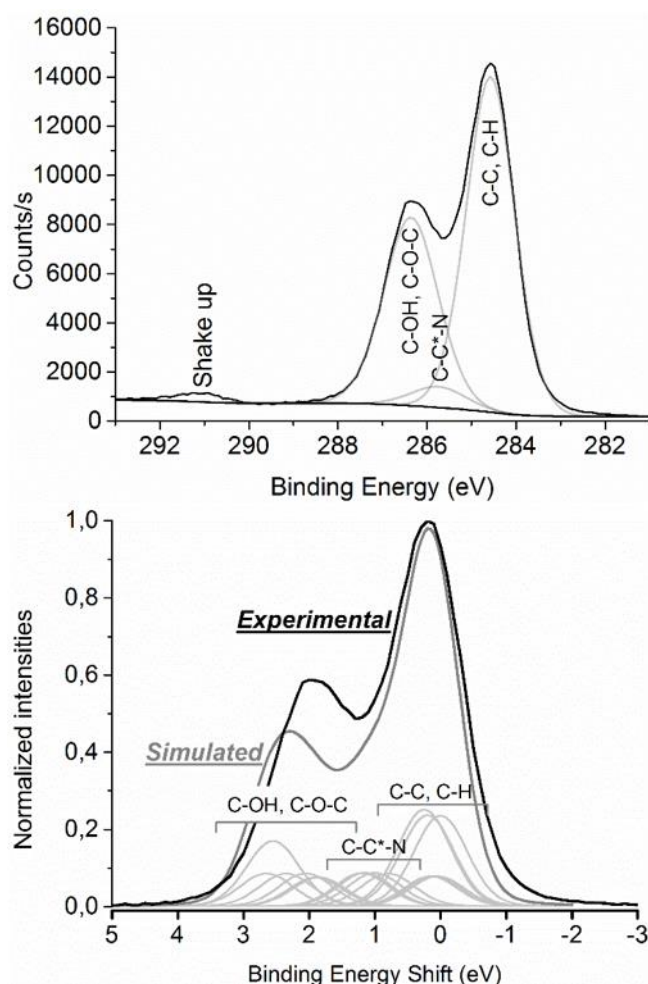 16000
14000
12000
10000
8000
6000
4000
2000
0
Counts/s
Shake up
C-OH, C-O-C
C-C*-N
C-C, C-H
292
290
288
286
284
282
Binding Energy (eV)
1,0
0,8
0,6
0,4
0,2
0,0
Normalized intensities
Experimental
Simulated
C-OH, C-O-C
C-C, C-H
C-C*-N
5
4
3
2
1
0
-1
-2
-3
Binding Energy Shift (eV)